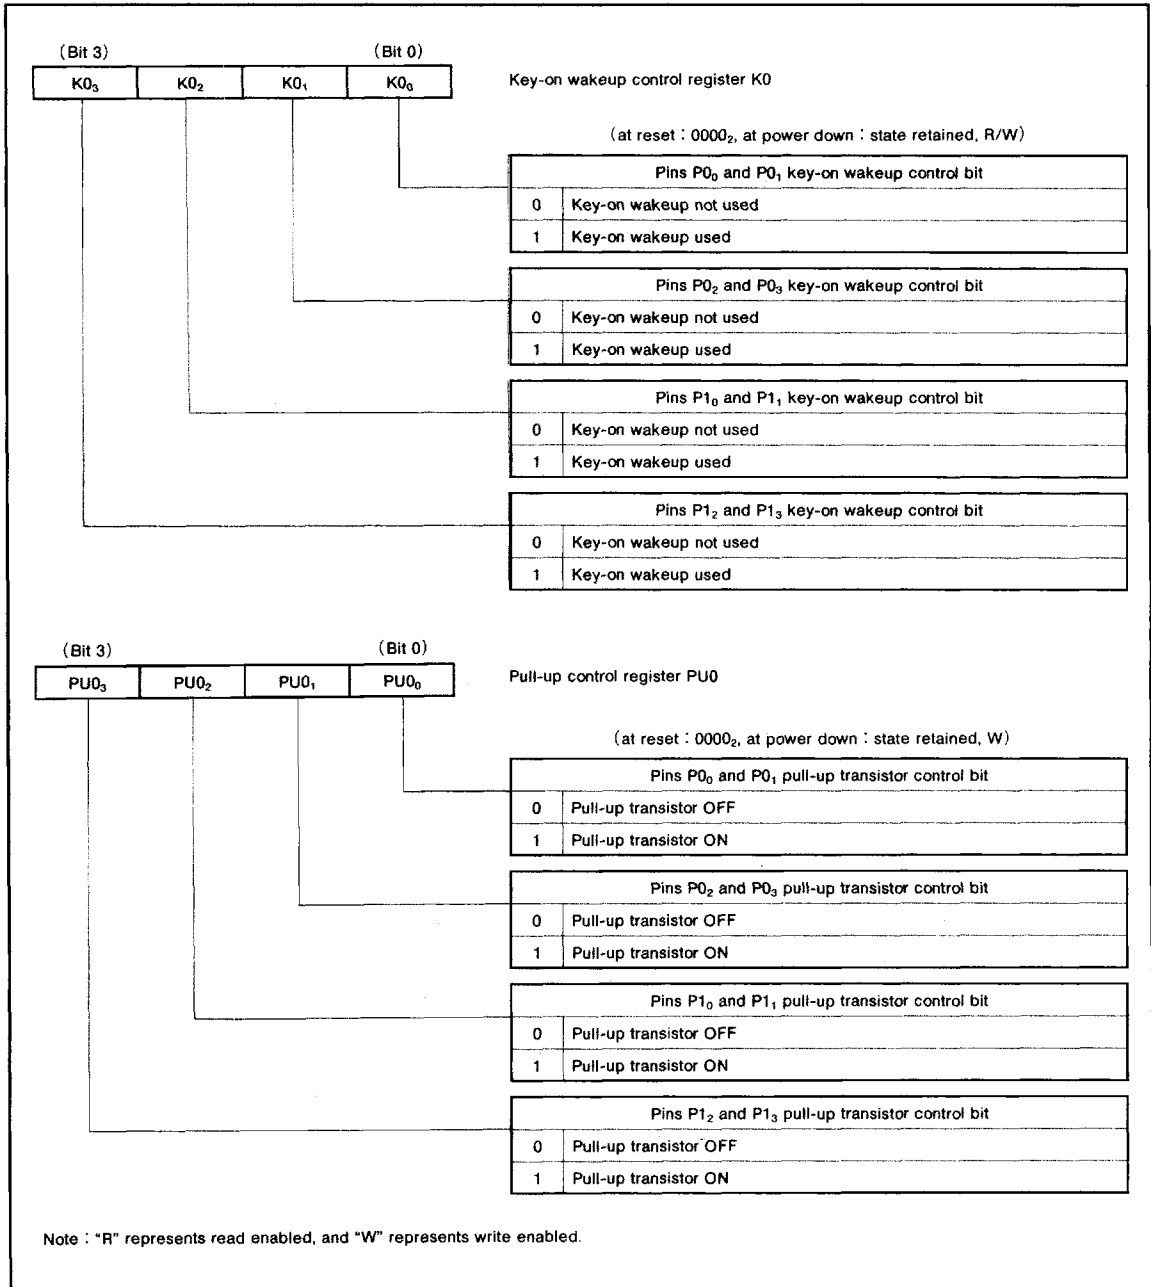 (Bit 3) (Bit 0)
K0₃ K0₂ K0₁ K0₀ Key-on wakeup control register K0
(at reset : 0000₂, at power down : state retained, R/W)
Pins P0₀ and P0₁ key-on wakeup control bit
0 Key-on wakeup not used
1 Key-on wakeup used
Pins P0₂ and P0₃ key-on wakeup control bit
0 Key-on wakeup not used
1 Key-on wakeup used
Pins P1₀ and P1₁ key-on wakeup control bit
0 Key-on wakeup not used
1 Key-on wakeup used
Pins P1₂ and P1₃ key-on wakeup control bit
0 Key-on wakeup not used
1 Key-on wakeup used
(Bit 3) (Bit 0)
PU0₃ PU0₂ PU0₁ PU0₀ Pull-up control register PU0
(at reset : 0000₂, at power down : state retained, W)
Pins P0₀ and P0₁ pull-up transistor control bit
0 Pull-up transistor OFF
1 Pull-up transistor ON
Pins P0₂ and P0₃ pull-up transistor control bit
0 Pull-up transistor OFF
1 Pull-up transistor ON
Pins P1₀ and P1₁ pull-up transistor control bit
0 Pull-up transistor OFF
1 Pull-up transistor ON
Pins P1₂ and P1₃ pull-up transistor control bit
0 Pull-up transistor OFF
1 Pull-up transistor ON
Note : "R" represents read enabled, and "W" represents write enabled.